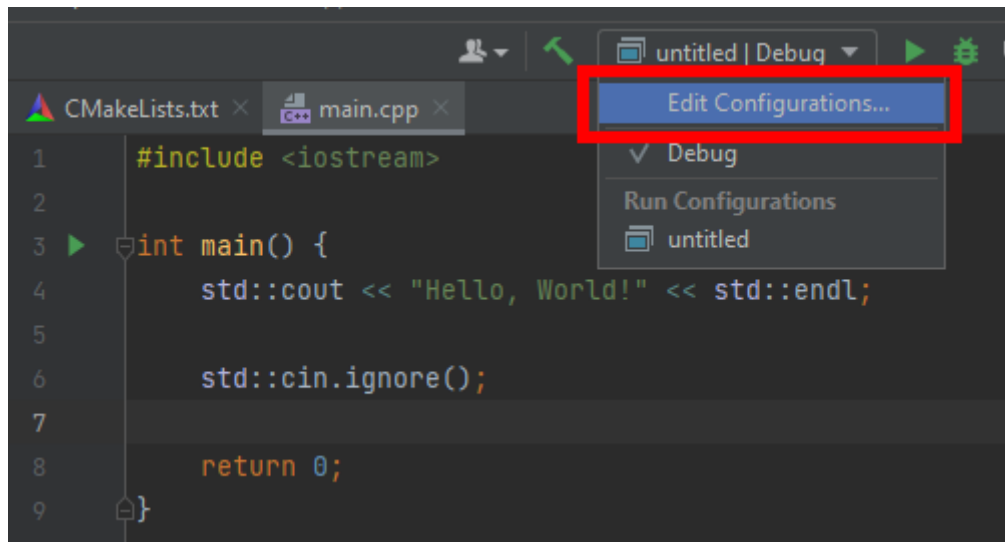 untitled | Debug
Edit Configurations...
CMakeLists.txt
main.cpp
Debug
Run Configurations
untitled
1 #include <iostream>
2
3 int main() {
4 std::cout << "Hello, World!" << std::endl;
5
6 std::cin.ignore();
7
8 return 0;
9 }